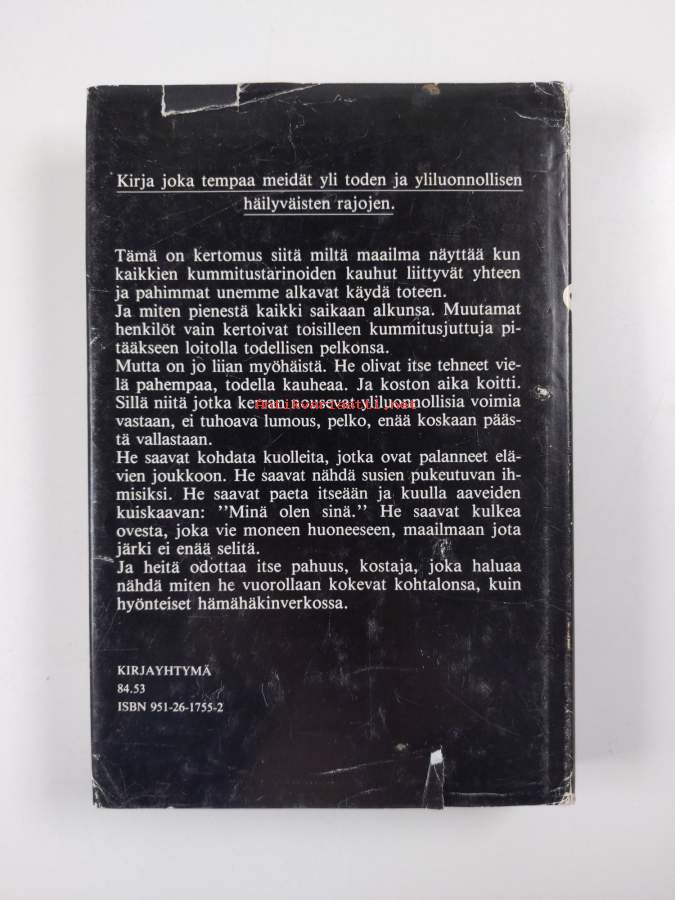 Kirja joka tempaa meidät yli toden ja yliluonnollisen
häilyväisten rajojen.
Tämä on kertomus siitä miltä maailma näyttää kun
kaikkien kummitustarinoiden kauhut liittyvät yhteen
ja pahimmat unemme alkavat käydä toteen.
Ja miten pienestä kaikki saikaan alkunsa. Muutamat
henkilöt vain kertoivat toisilleen kummitusjuttuja pi-
tääkseen loitolla todellisen pelkonsa.
Mutta on jo liian myöhäistä. He olivat itse tehneet vie-
lä pahempaa, todella kauheaa. Ja koston aika koitti.
Sillä niitä jotka kerran nousevat yliluonnollisia voimia
vastaan, ei tuhoava lumous, pelko, enää koskaan pääs-
tä vallastaan.
He saavat kohdata kuolleita, jotka ovat palanneet elä-
vien joukkoon. He saavat nähdä susien pukeutuvan ih-
misiksi. He saavat paeta itseään ja kuulla aaveiden
kuiskaavan: ”Minä olen sinä.” He saavat kulkea
ovesta, joka vie moneen huoneeseen, maailmaan jota
järki ei enää selitä.
Ja heitä odottaa itse pahuus, kostaja, joka haluaa
nähdä miten he vuorollaan kokevat kohtalonsa, kuin
hyönteiset hämähäkinverkossa.
KIRJAYHTYMÄ
84.53
ISBN 951-26-1755-2